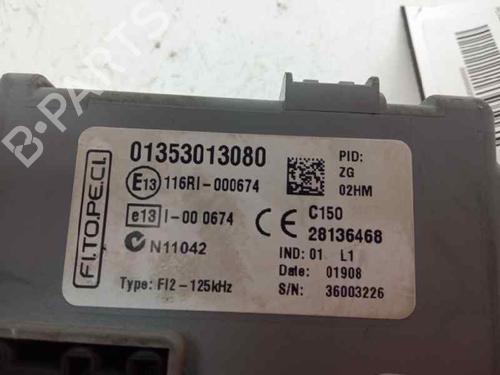 B-PARTS
F.I.TO.PE.CI.
01353013080
E13 116RI-000674
e13 I-00 0674
N11042
Type: FI2-125kHz
PID:
ZG
02HM
CE C150
28136468
IND: 01 L1
Date: 01908
S/N: 36003226